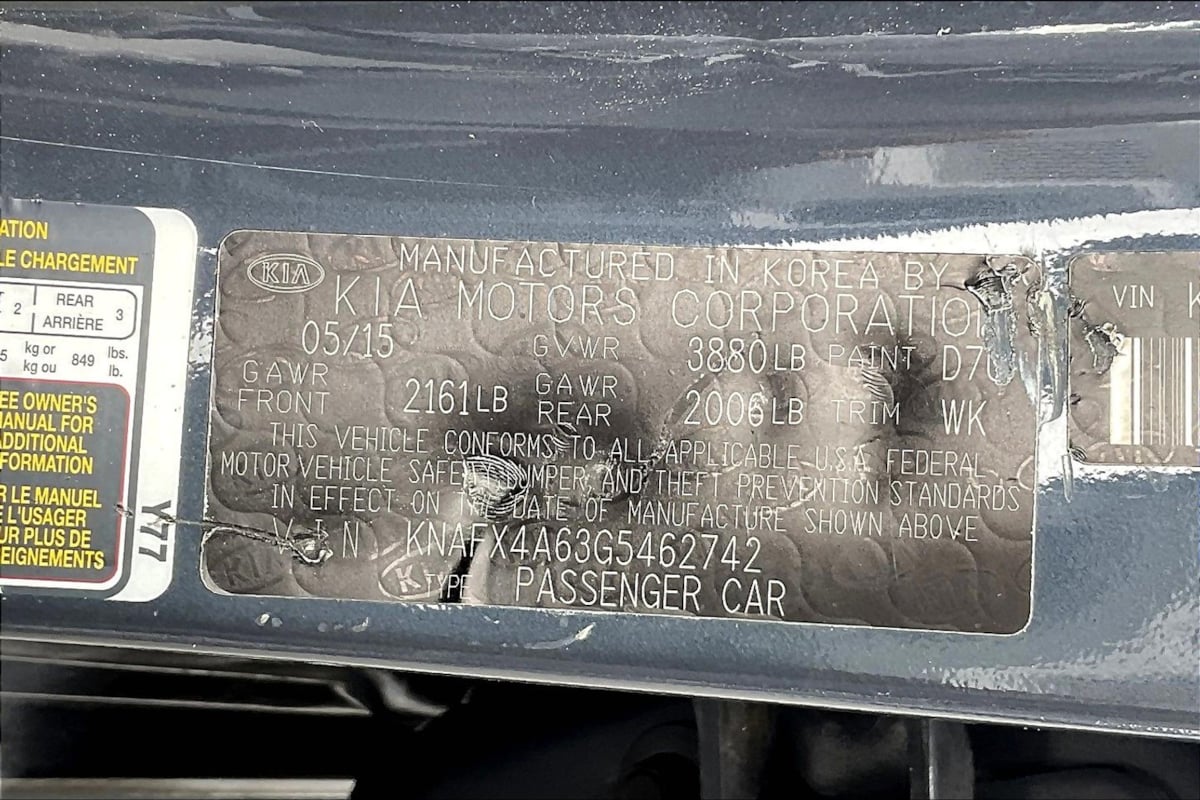 ATION
LE CHARGEMENT
2 REAR ARRIÈRE 3
5 kg or kg ou 849 lbs. lb.
EE OWNER'S
ANUAL FOR
ADDITIONAL
FORMATION
R LE MANUEL
E L'USAGER
UR PLUS DE
EIGNEMENTS
Y77
KIA
MANUFACTURED IN KOREA BY
KIA MOTORS CORPORATION
05/15 GVWR 3880LB PAINT
GAWR FRONT 2161LB GAWR REAR 2006LB TRIM WK
THIS VEHICLE CONFORMS TO ALL APPLICABLE U.S.A. FEDERAL
MOTOR VEHICLE SAFETY, BUMPER, AND THEFT PREVENTION STANDARDS
IN EFFECT ON THE DATE OF MANUFACTURE SHOWN ABOVE
VIN KNAFX4A63G5462742
K TYPE PASSENGER CAR
VIN K